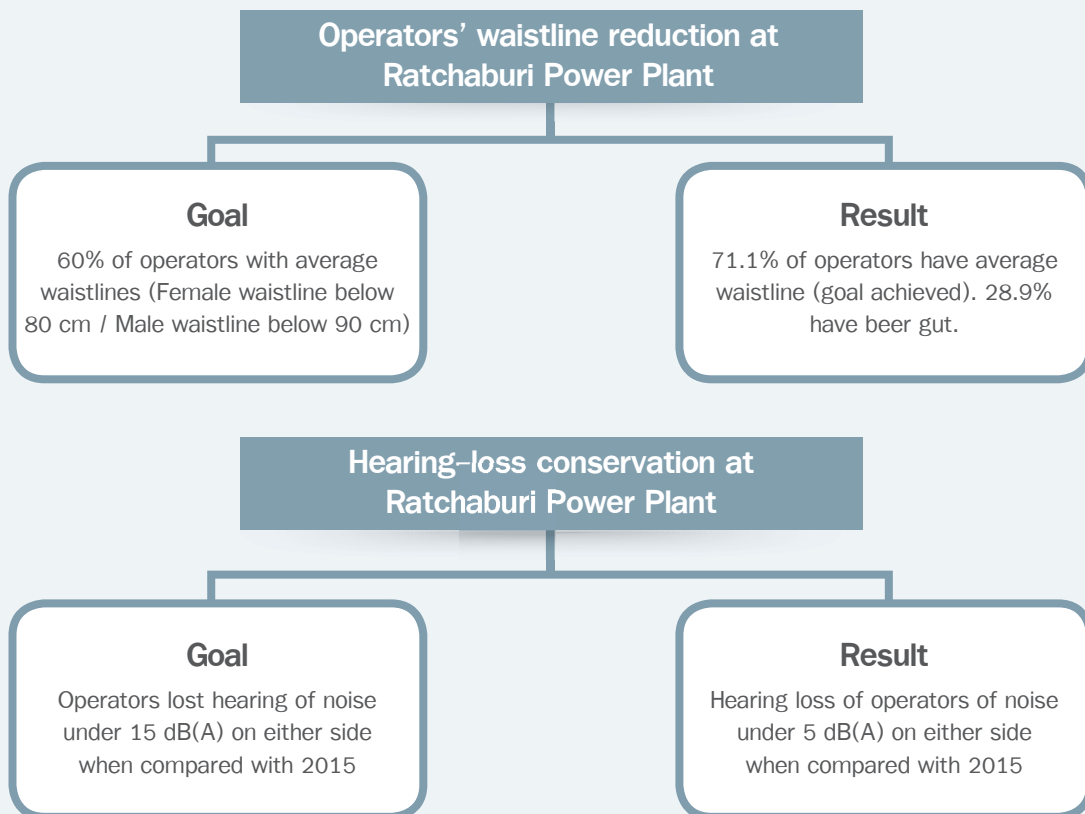 Operators’ waistline reduction at
Ratchaburi Power Plant
Goal
60% of operators with average
waistlines (Female waistline below
80 cm / Male waistline below 90 cm)
Result
71.1% of operators have average
waistline (goal achieved). 28.9%
have beer gut.
Hearing–loss conservation at
Ratchaburi Power Plant
Goal
Operators lost hearing of noise
under 15 dB(A) on either side
when compared with 2015
Result
Hearing loss of operators of noise
under 5 dB(A) on either side
when compared with 2015